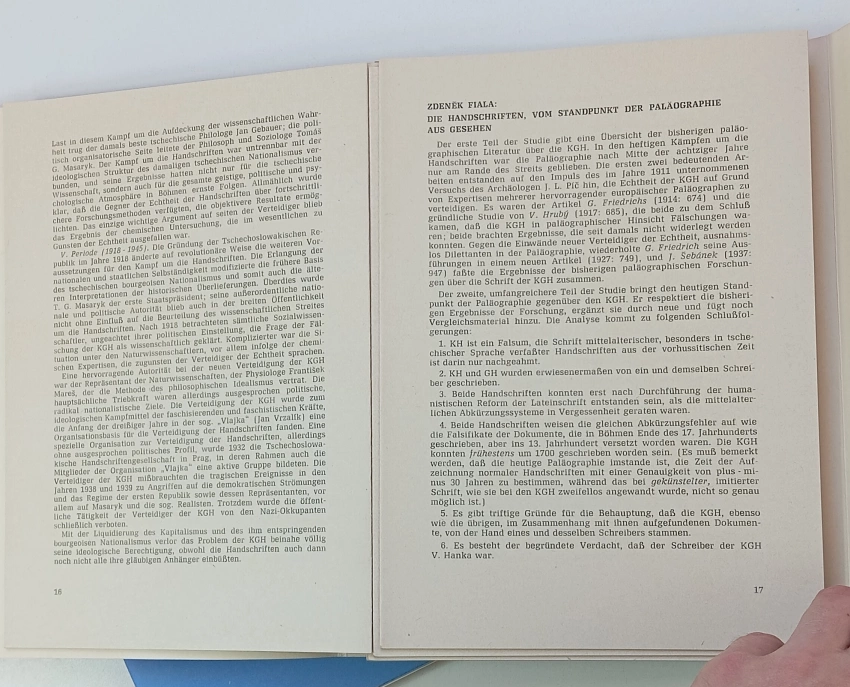 Last in diesem Kampf um die Aufdeckung der wissenschaftlichen Wahr-
heit trug der damals beste tschechische Philologe Jan Gebauer; die poli-
tisch organisatorische Seite leitete der Philosoph und Soziologe Tomáš
G. Masaryk. Der Kampf um die Handschriften war untrennbar mit der
ideologischen Struktur des damaligen tschechischen Nationalismus ver-
bunden, und seine Ergebnisse hatten nicht nur für die tschechische
Wissenschaft, sondern auch für die gesamte geistige, politische und psy-
chologische Atmosphäre in Böhmen ernste Folgen. Allmählich wurde
klar, daß die Gegner der Echtheit der Handschriften über fortschrittli-
chere Forschungsmethoden verfügten, die objektivere Resultate ermög-
lichten. Das einzige wichtige Argument auf seiten der Verteidiger blieb
das Ergebnis der chemischen Untersuchung, die im wesentlichen zu
Gunsten der Echtheit ausgefallen war.
V. Periode (1918 - 1945). Die Gründung der Tschechoslowakischen Re-
publik im Jahre 1918 änderte auf revolutionäre Weise die weiteren Vor-
aussetzungen für den Kampf um die Handschriften. Die Erlangung der
nationalen und staatlichen Selbständigkeit modifizierte die frühere Basis
des tschechischen bourgeoisen Nationalismus und somit auch die älte-
ren Interpretationen der historischen Überlieferungen. Überdies wurde
T. G. Masaryk der erste Staatspräsident; seine außerordentliche natio-
nale und politische Autorität blieb auch in der breiten Öffentlichkeit
nicht ohne Einfluß auf die Beurteilung des wissenschaftlichen Streites
um die Handschriften. Nach 1918 betrachteten sämtliche Sozialwissen-
schaftler, ungeachtet ihrer politischen Einstellung, die Frage der Fäl-
schung der KGH als wissenschaftlich geklärt. Komplizierter war die Si-
tuation unter den Naturwissenschaftlern, vor allem infolge der chemi-
schen Expertisen, die zugunsten der Verteidiger der Echtheit sprachen.
Eine hervorragende Autorität bei der neuen Verteidigung der KGH
war der Repräsentant der Naturwissenschaften, der Physiologe František
Mareš, der die Methode des philosophischen Idealismus vertrat. Die
hauptsächliche Triebkraft waren allerdings ausgesprochen politische,
radikal nationalistische Ziele. Die Verteidigung der KGH wurde zum
ideologischen Kampfmittel der faschisierenden und faschistischen Kräfte,
die Anfang der dreißiger Jahre in der sog. „Vlajka“ (Jan Vrzalík) eine
Organisationsbasis für die Verteidigung der Handschriften fanden. Eine
spezielle Organisation zur Verteidigung der Handschriften, allerdings
ohne ausgesprochen politisches Profil, wurde 1932 die Tschechoslowa-
kische Handschriftengesellschaft in Prag, in deren Rahmen auch die
Mitglieder der Organisation „Vlajka“ eine aktive Gruppe bildeten. Die
Verteidiger der KGH mißbrauchten die tragischen Ereignisse in den
Jahren 1938 und 1939 zu Angriffen auf die demokratischen Strömungen
und das Regime der ersten Republik sowie dessen Repräsentanten, vor
allem auf Masaryk und die sog. Realisten. Trotzdem wurde die öffent-
liche Tätigkeit der Verteidiger der KGH von den Nazi-Okkupanten
schließlich verboten.
Mit der Liquidierung des Kapitalismus und des ihm entspringenden
bourgeoisen Nationalismus verlor das Problem der KGH beinahe völlig
seine ideologische Berechtigung, obwohl die Handschriften auch dann
noch nicht alle ihre gläubigen Anhänger einbüßten.
16
ZDENĚK FIALA:
DIE HANDSCHRIFTEN, VOM STANDPUNKT DER PALÄOGRAPHIE
AUS GESEHEN
Der erste Teil der Studie gibt eine Übersicht der bisherigen paläo-
graphischen Literatur über die KGH. In den heftigen Kämpfen um die
Handschriften war die Paläographie nach Mitte der achtziger Jahre
nur am Rande des Streits geblieben. Die ersten zwei bedeutenden Ar-
beiten entstanden auf den Impuls des im Jahre 1911 unternommenen
Versuchs des Archäologen J. L. Píč hin, die Echtheit der KGH auf Grund
von Expertisen mehrerer hervorragender europäischer Paläographen zu
verteidigen. Es waren der Artikel G. Friedrichs (1914: 674) und die
gründliche Studie von V. Hrubý (1917: 685), die beide zu dem Schluß
kamen, daß die KGH in paläographischer Hinsicht Fälschungen wa-
ren; beide brachten Ergebnisse, die seit damals nicht widerlegt werden
konnten. Gegen die Einwände neuer Verteidiger der Echtheit, ausnahms-
los Dilettanten in der Paläographie, wiederholte G. Friedrich seine Aus-
führungen in einem neuen Artikel (1927: 749), und J. Šebánek (1937:
947) faßte die Ergebnisse der bisherigen paläographischen Forschun-
gen über die Schrift der KGH zusammen.
Der zweite, umfangreichere Teil der Studie bringt den heutigen Stand-
punkt der Paläographie gegenüber den KGH. Er respektiert die bisheri-
gen Ergebnisse der Forschung, ergänzt sie durch neue und fügt noch
Vergleichsmaterial hinzu. Die Analyse kommt zu folgenden Schlußfol-
gerungen:
1. KH ist ein Falsum, die Schrift mittelalterischer, besonders in tsche-
chischer Sprache verfaßter Handschriften aus der vorhussitischen Zeit
ist darin nachgeahmt.
2. KH und GH wurden erwiesenermaßen von ein und demselben Schrei-
ber geschrieben.
3. Beide Handschriften konnten erst nach Durchführung der huma-
nistischen Reform der Lateinschrift entstanden sein, als die mittelalter-
lichen Abkürzungssysteme in Vergessenheit geraten waren.
4. Beide Handschriften weisen die gleichen Abkürzungsfehler auf wie
die Falsifikate der Dokumente, die in Böhmen Ende des 17. Jahrhunderts
geschrieben, aber ins 13. Jahrhundert versetzt worden waren. Die KGH
konnten frühestens um 1700 geschrieben worden sein. (Es muß bemerkt
werden, daß die heutige Paläographie imstande ist, die Zeit der Auf-
zeichnung normaler Handschriften mit einer Genauigkeit von plus - mi-
nus 30 Jahren zu bestimmen, während das bei gekünstelter, imitierter
Schrift, wie sie bei den KGH zweifellos angewandt wurde, nicht so genau
möglich ist.)
5. Es gibt triftige Gründe für die Behauptung, daß die KGH, ebenso
wie die übrigen, im Zusammenhang mit ihnen aufgefundenen Dokumen-
te, von der Hand eines und desselben Schreibers stammen.
6. Es besteht der begründete Verdacht, daß der Schreiber der KGH
V. Hanka war.
17